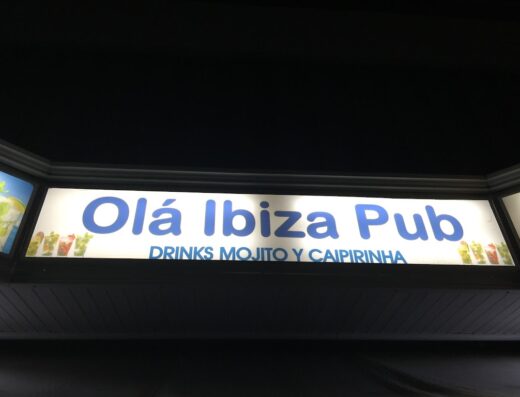 Olá Ibiza Pub
DRINKS MOJITO Y CAIPIRINHA